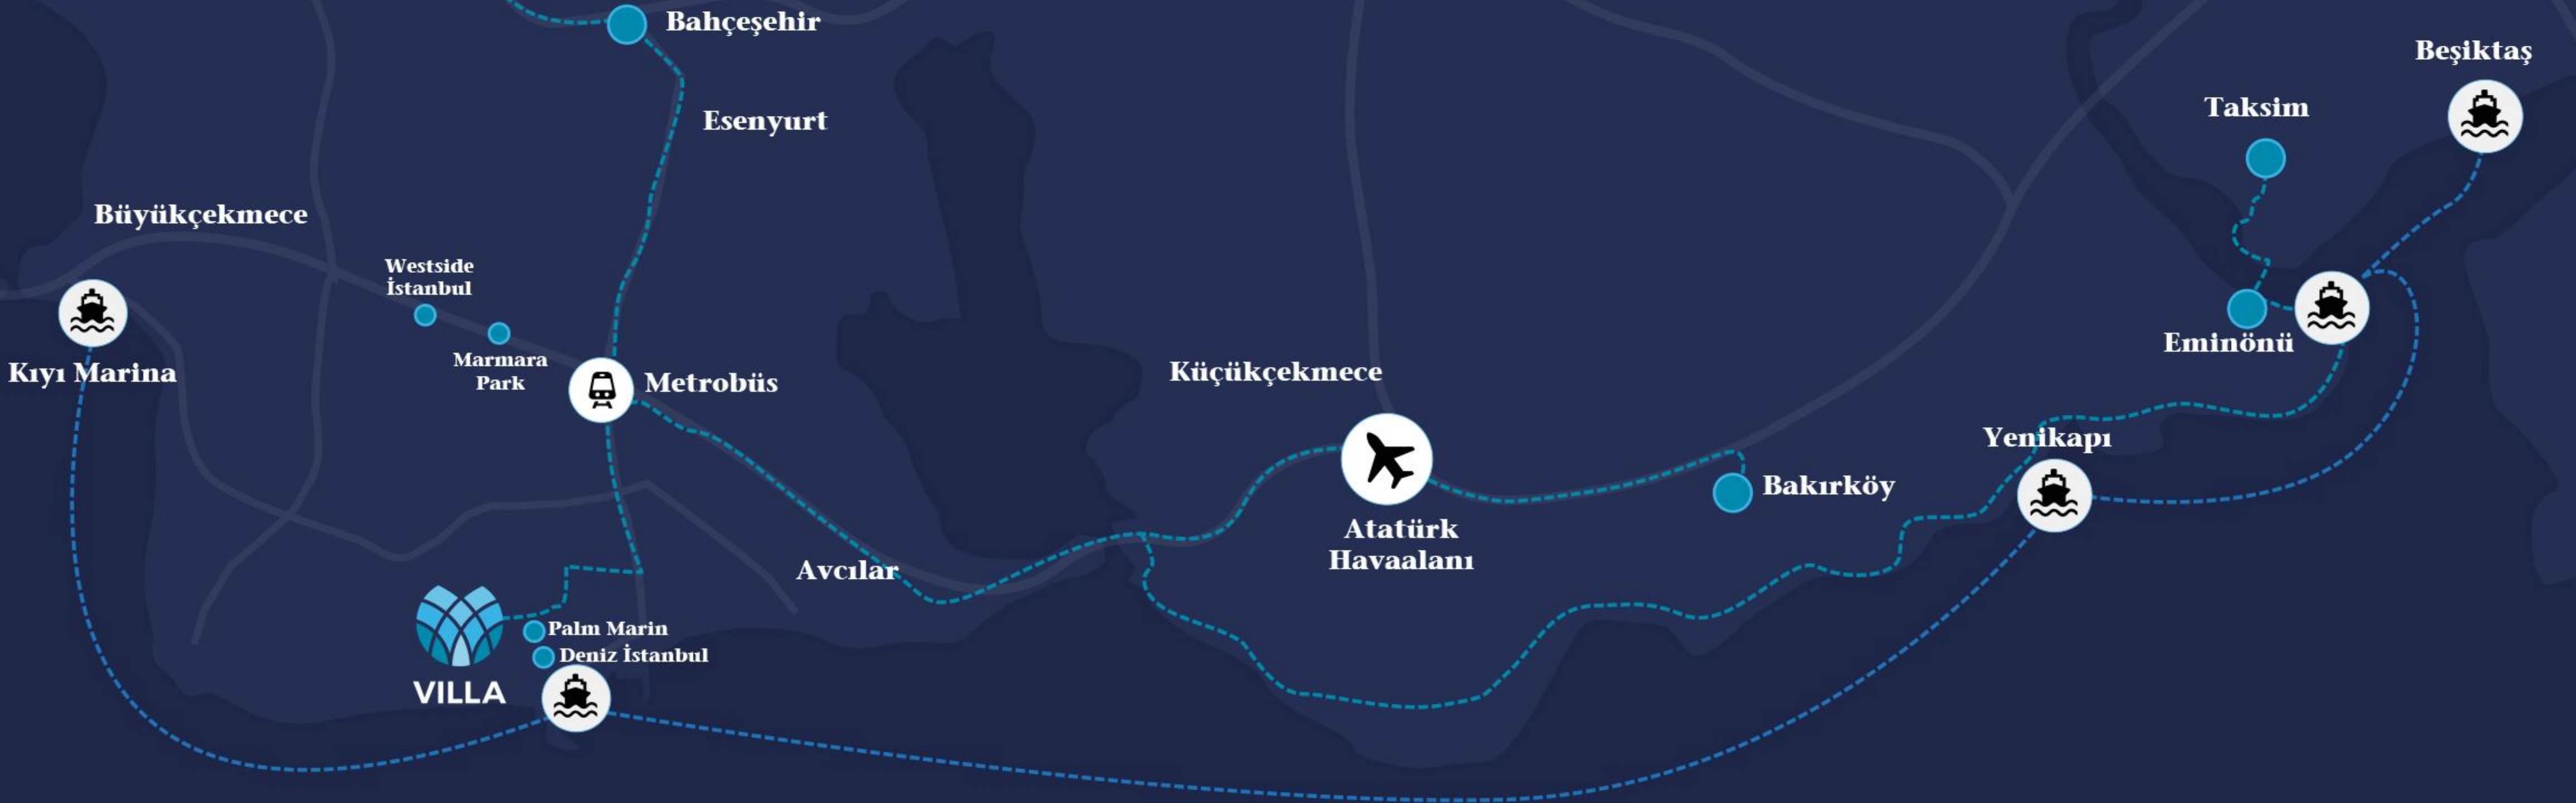 Bahçeşehir
Beşiktaş
Taksim
Esenyurt
Büyükçekmece
Westside
İstanbul
Marmara
Park
Kıyı Marina
Metrobüs
Küçükçekmece
Eminönü
Yenikapı
Bakırköy
Atatürk
Havaalanı
Avcılar
Palm Marin
Deniz İstanbul
VILLA